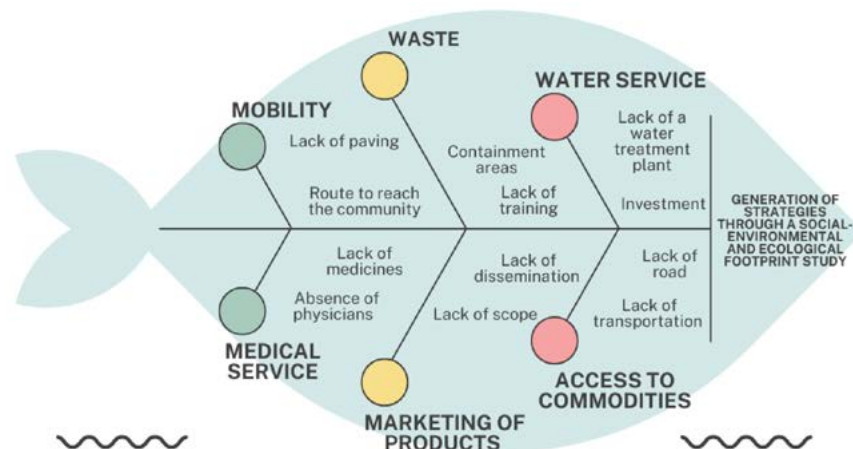 WASTE
WATER SERVICE
MOBILITY
Lack of paving
Route to reach
the community
Containment
areas
Lack of
training
Lack of a
water
treatment
plant
Investment
GENERATION OF
STRATEGIES
THROUGH A SOCIAL-
ENVIRONMENTAL
AND ECOLOGICAL
FOOTPRINT STUDY
Lack of
medicines
Absence of
physicians
Lack of
dissemination
Lack of scope
Lack of
road
Lack of
transportation
MEDICAL
SERVICE
MARKETING OF
PRODUCTS
ACCESS TO
COMMODITIES